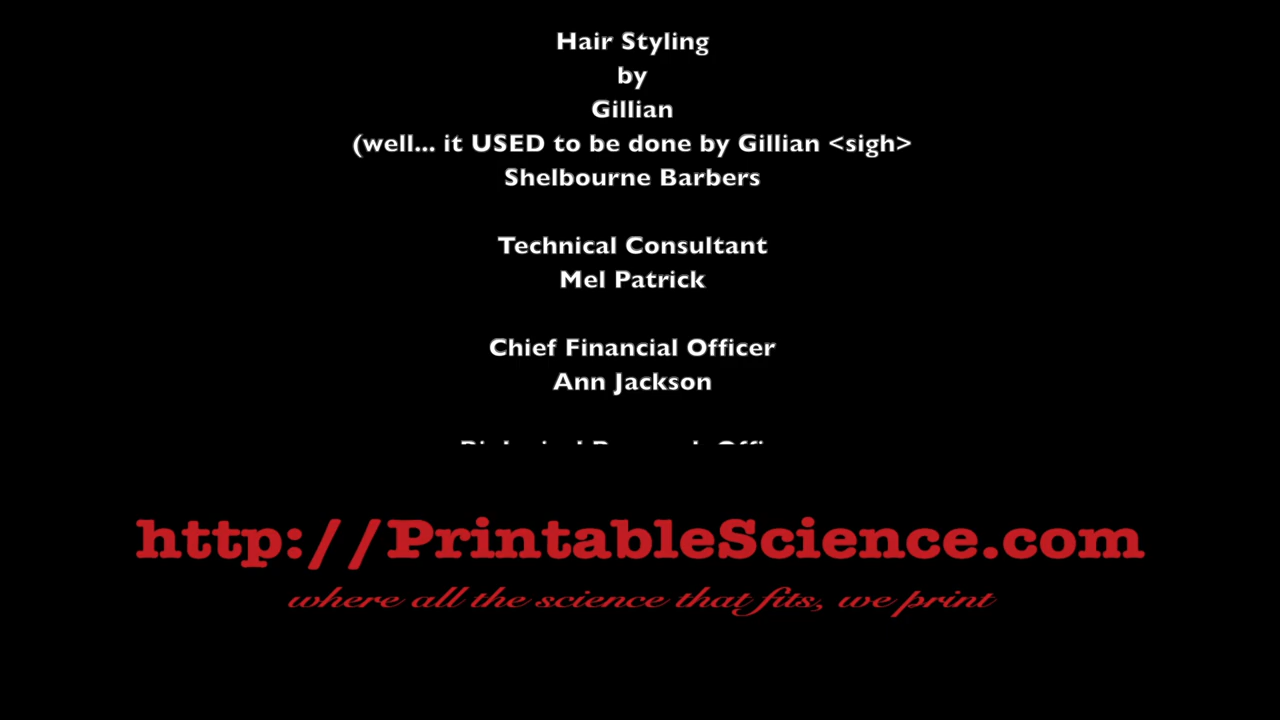 Hair Styling
by
Gillian
(well... it USED to be done by Gillian <sigh>
Shelbourne Barbers
Technical Consultant
Mel Patrick
Chief Financial Officer
Ann Jackson
http://PrintableScience.com
where all the science that fits, we print